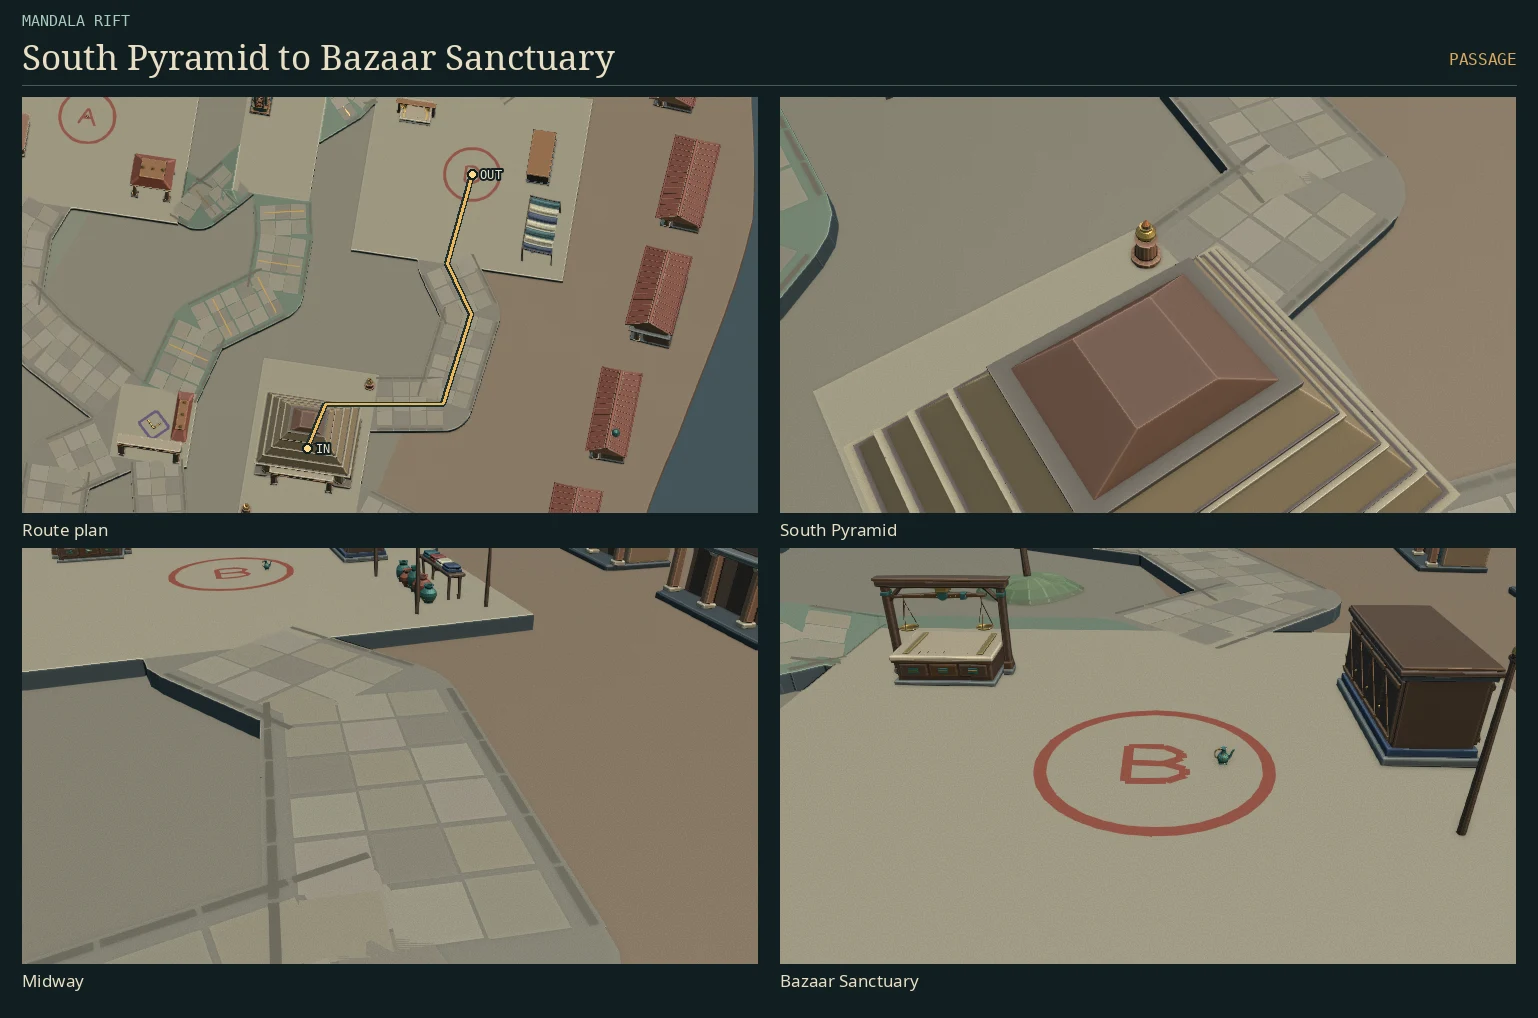 MANDALA RIFT
South Pyramid to Bazaar Sanctuary
PASSAGE
A
OUT
IN
Route plan
South Pyramid
B
Midway
B
Bazaar Sanctuary